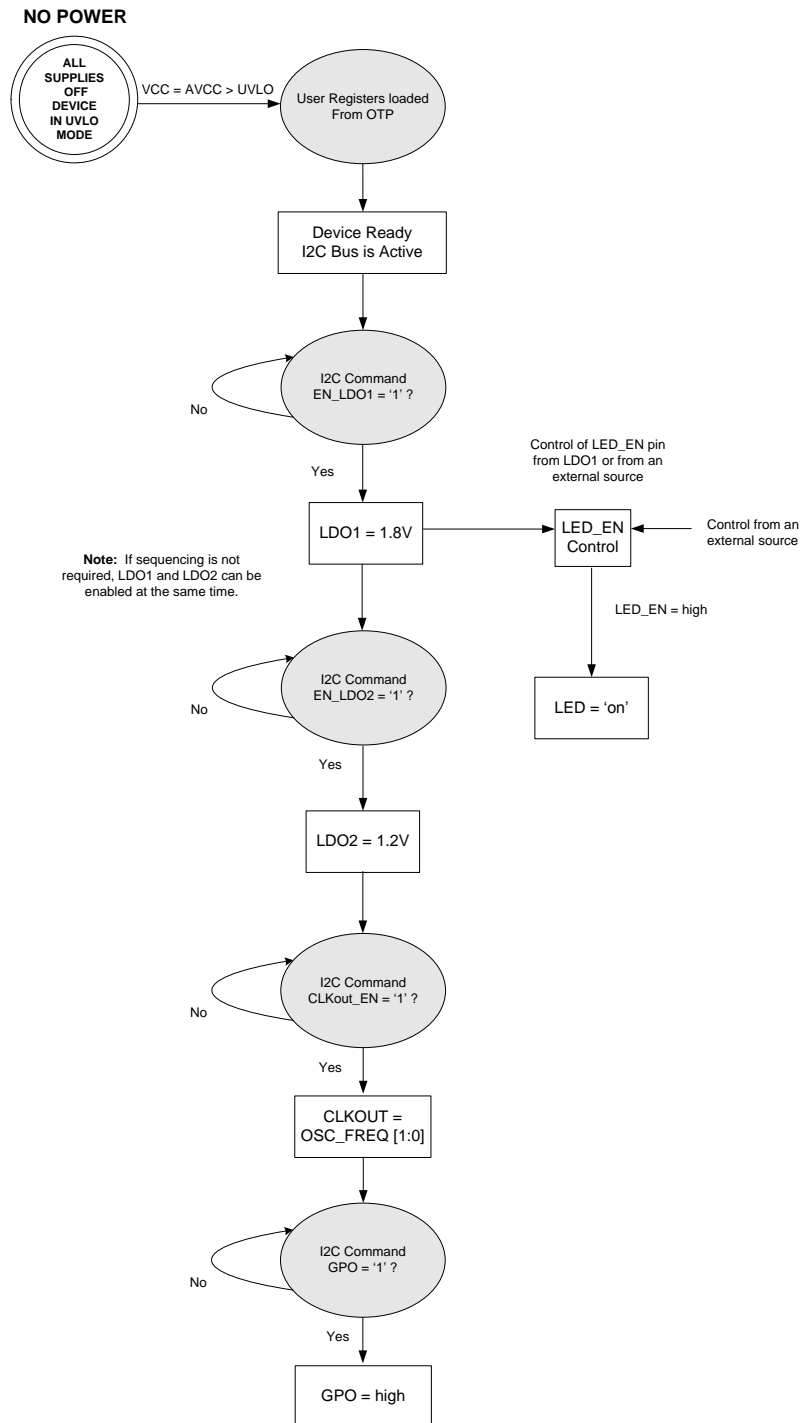 NO POWER
ALL
SUPPLIES
OFF
DEVICE
IN UVLO
MODE
VCC = AVCC > UVLO
User Registers loaded
From OTP
Device Ready
I2C Bus is Active
I2C Command
EN_LDO1 = ‘1’ ?
No
Yes
Control of LED_EN pin
from LDO1 or from an
external source
LDO1 = 1.8V
LED_EN
Control
Control from an
external source
Note: If sequencing is not
required, LDO1 and LDO2 can be
enabled at the same time.
LED_EN = high
I2C Command
EN_LDO2 = ‘1’ ?
No
LED = ‘on’
Yes
LDO2 = 1.2V
I2C Command
CLKout_EN = ‘1’ ?
No
Yes
CLKOUT =
OSC_FREQ [1:0]
I2C Command
GPO = ‘1’ ?
No
Yes
GPO = high